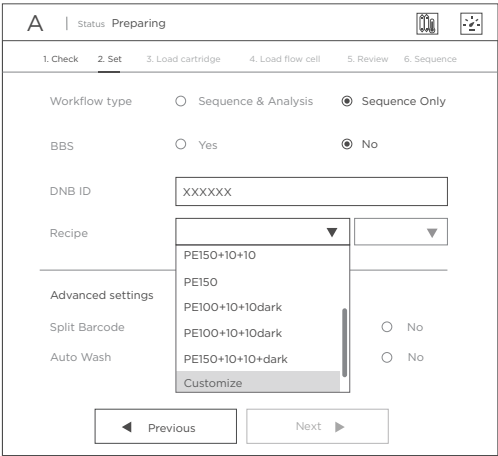 A | Status Preparing
1. Check 2. Set 3. Load cartridge 4. Load flow cell 5. Review 6. Sequence
Workflow type Sequence & Analysis Sequence Only
BBS Yes No
DNB ID XXXXXX
Recipe
PE150+10+10
PE150
Advanced settings
PE100+10+10dark
Split Barcode PE100+10+10dark No
Auto Wash PE150+10+10+dark No
Customize
Previous Next